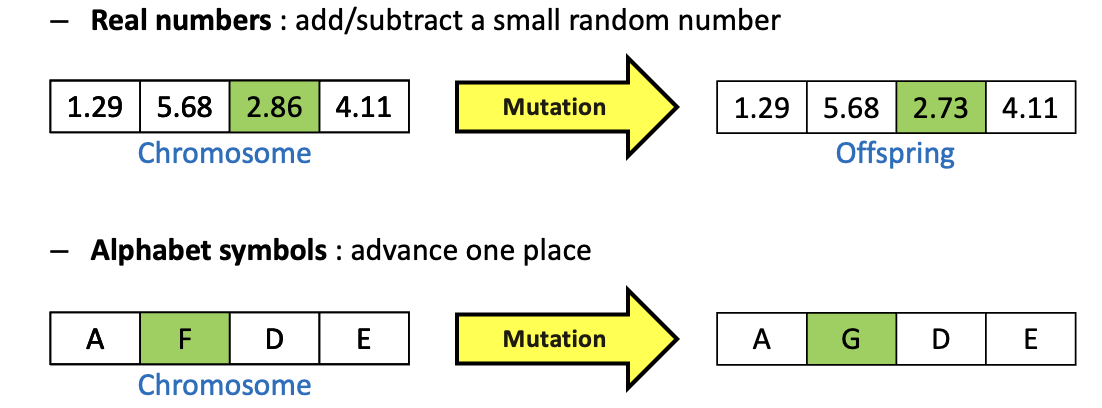 – Real numbers : add/subtract a small random number
1.29 5.68 2.86 4.11 Mutation 1.29 5.68 2.73 4.11
Chromosome Offspring
– Alphabet symbols : advance one place
A F D E Mutation A G D E
Chromosome